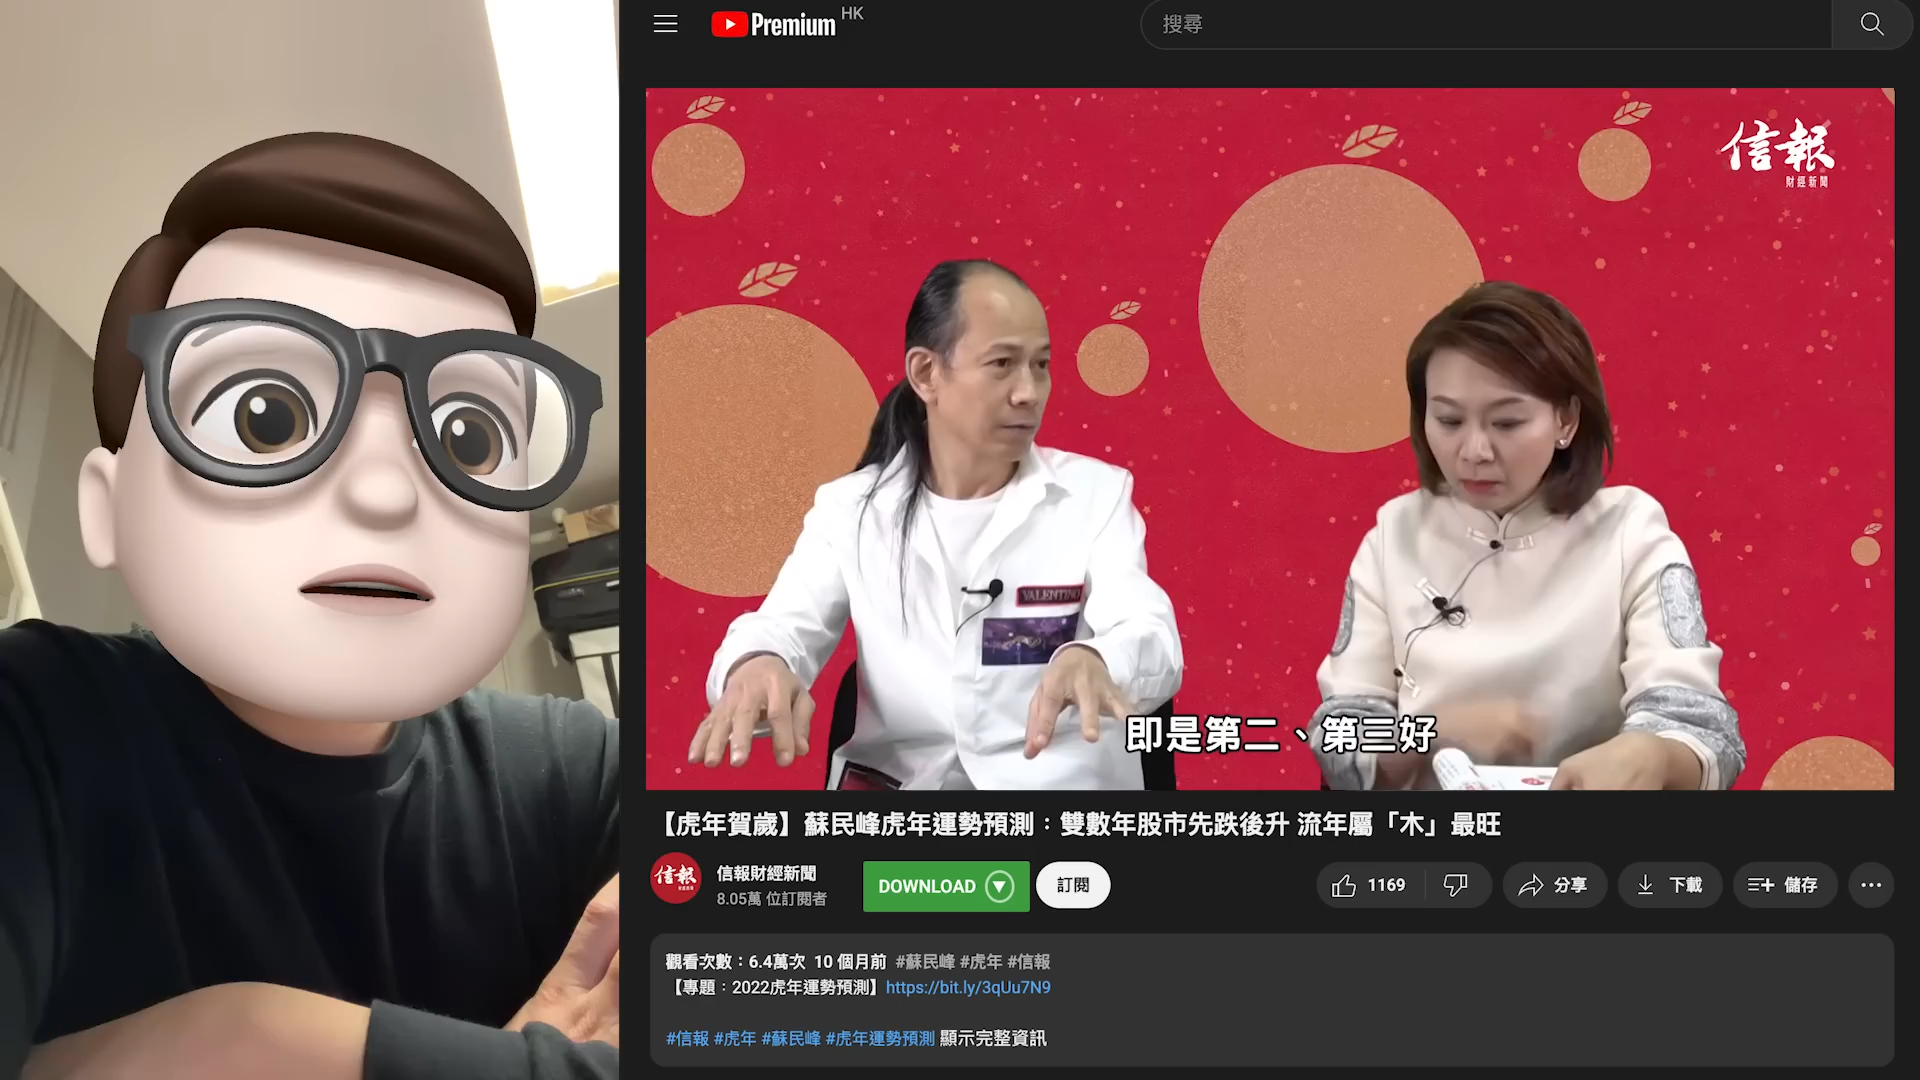 Premium HK
搜尋
信報
財經新聞
VALENTINO
即是第二、第三好
【虎年賀歲】蘇民峰虎年運勢預測：雙數年股市先跌後升 流年屬「木」最旺
信報
信報財經新聞
8.05萬 位訂閱者
DOWNLOAD
訂閱
1169
分享
下載
儲存
觀看次數：6.4萬次 10 個月前 #蘇民峰 #虎年 #信報
【專題：2022虎年運勢預測】https://bit.ly/3qUu7N9
#信報 #虎年 #蘇民峰 #虎年運勢預測 顯示完整資訊